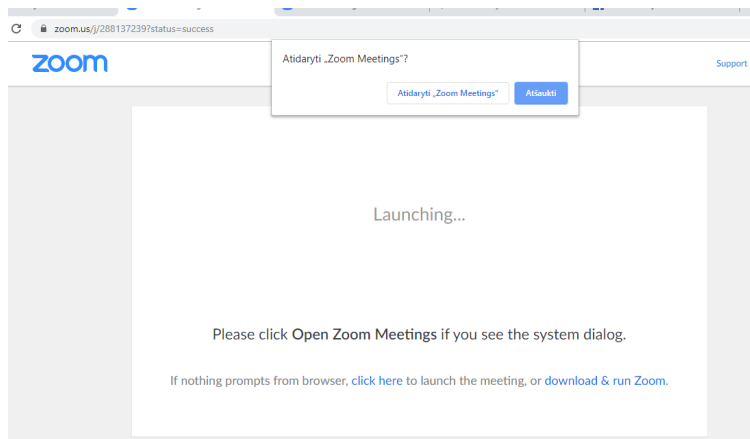 zoom.us/j/288137239?status=success
zoom
Atidaryti „Zoom Meetings“?
Support
Atidaryti „Zoom Meetings“
Atšaukti
Launching...
Please click Open Zoom Meetings if you see the system dialog.
If nothing prompts from browser, click here to launch the meeting, or download & run Zoom.